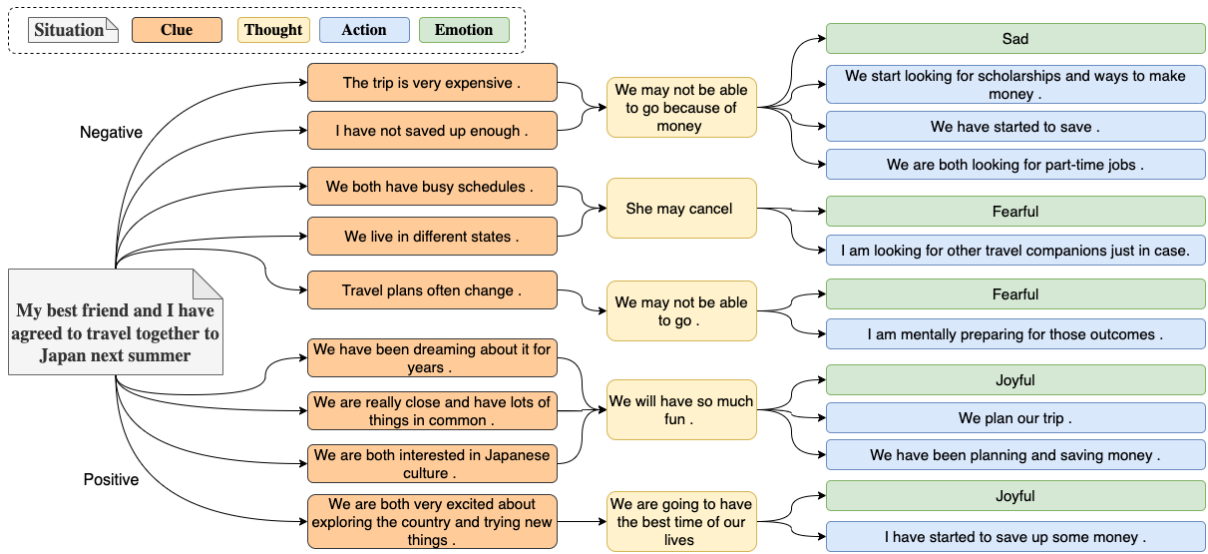 Situation
Clue
Thought
Action
Emotion
Negative
Positive
My best friend and I have
agreed to travel together to
Japan next summer
The trip is very expensive .
I have not saved up enough .
We both have busy schedules .
We live in different states .
Travel plans often change .
We have been dreaming about it for
years .
We are really close and have lots of
things in common .
We are both interested in Japanese
culture .
We are both very excited about
exploring the country and trying new
things .
We may not be able
to go because of
money
She may cancel
We may not be able
to go .
We will have so much
fun .
We are going to have
the best time of our
lives
Sad
We start looking for scholarships and ways to make
money .
We have started to save .
We are both looking for part-time jobs .
Fearful
I am looking for other travel companions just in case.
Fearful
I am mentally preparing for those outcomes .
Joyful
We plan our trip .
We have been planning and saving money .
Joyful
I have started to save up some money .